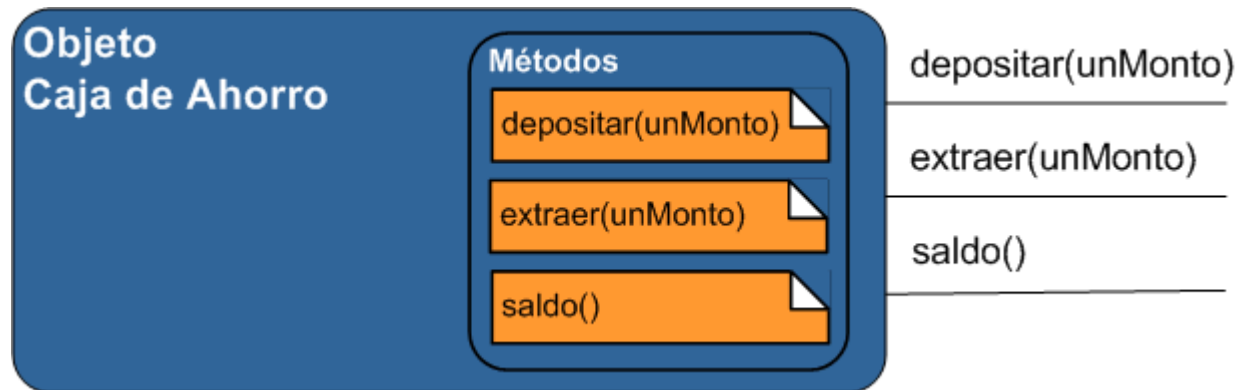 Objeto
Caja de Ahorro
Métodos
depositar(unMonto)
extraer(unMonto)
saldo()
depositar(unMonto)
extraer(unMonto)
saldo()